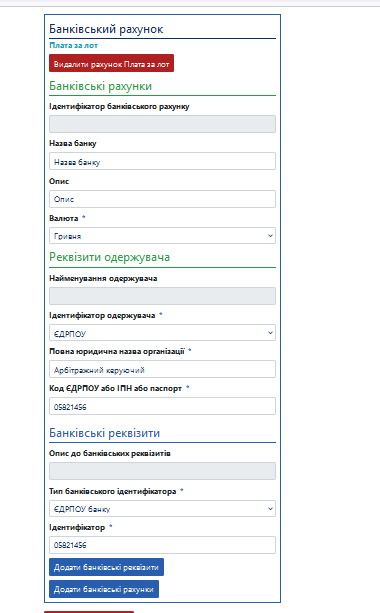 Банківський рахунок
Плата за лот
Видалити рахунок Плата за лот
Банківські рахунки
Ідентифікатор банківського рахунку
Назва банку
Назва банку
Опис
Опис
Валюта *
Гривня
Реквізити одержувача
Найменування одержувача
Ідентифікатор одержувача *
ЄДРПОУ
Повна юридична назва організації *
Арбітражний керуючий
Код ЄДРПОУ або ІПН або паспорт *
05821456
Банківські реквізити
Опис до банківських реквізитів
Тип банківського ідентифікатора *
ЄДРПОУ банку
Ідентифікатор *
05821456
Додати банківські реквізити
Додати банківські рахунки